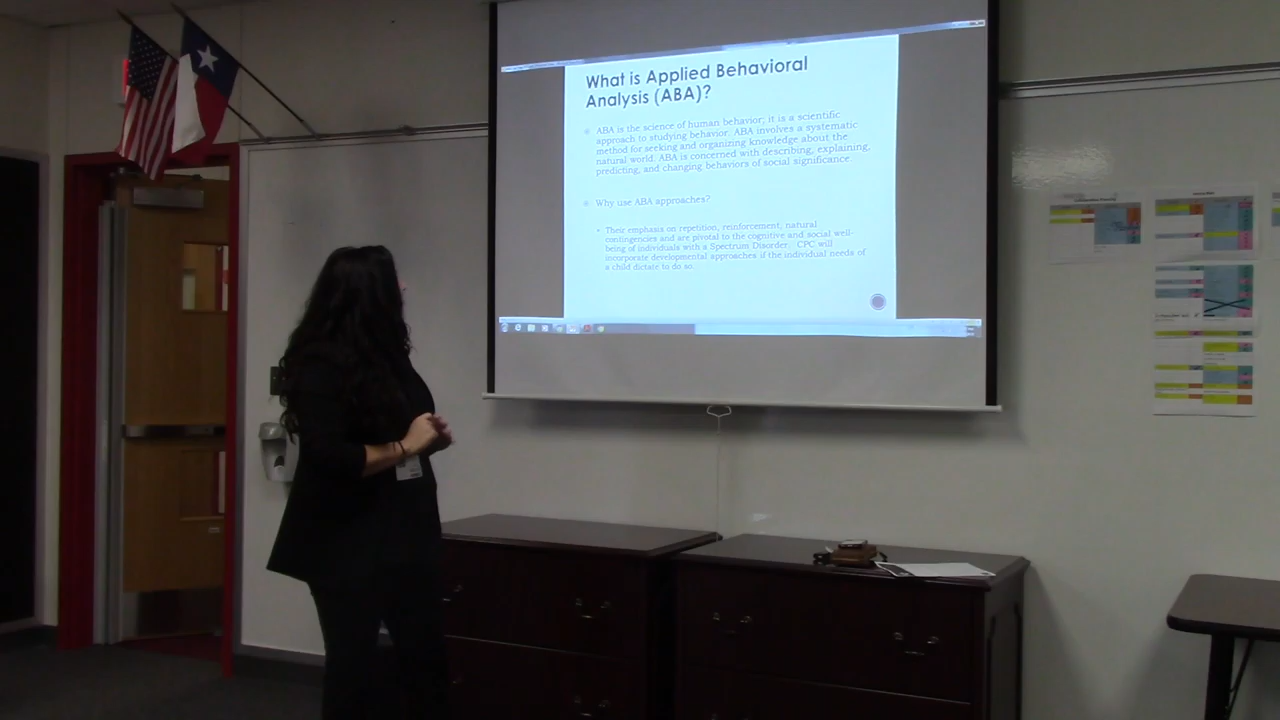 What is Applied Behavioral
Analysis (ABA)?
ABA is the science of human behavior; it is a scientific
approach to studying behavior. ABA involves a systematic
method for seeking and organizing knowledge about the
natural world. ABA is concerned with describing, explaining,
predicting, and changing behaviors of social significance.
Why use ABA approaches?
Their emphasis on repetition, reinforcement, natural
contingencies and are pivotal to the cognitive and social well-
being of individuals with a Spectrum Disorder. CPC will
incorporate developmental approaches if the individual needs of
a child dictate to do so.